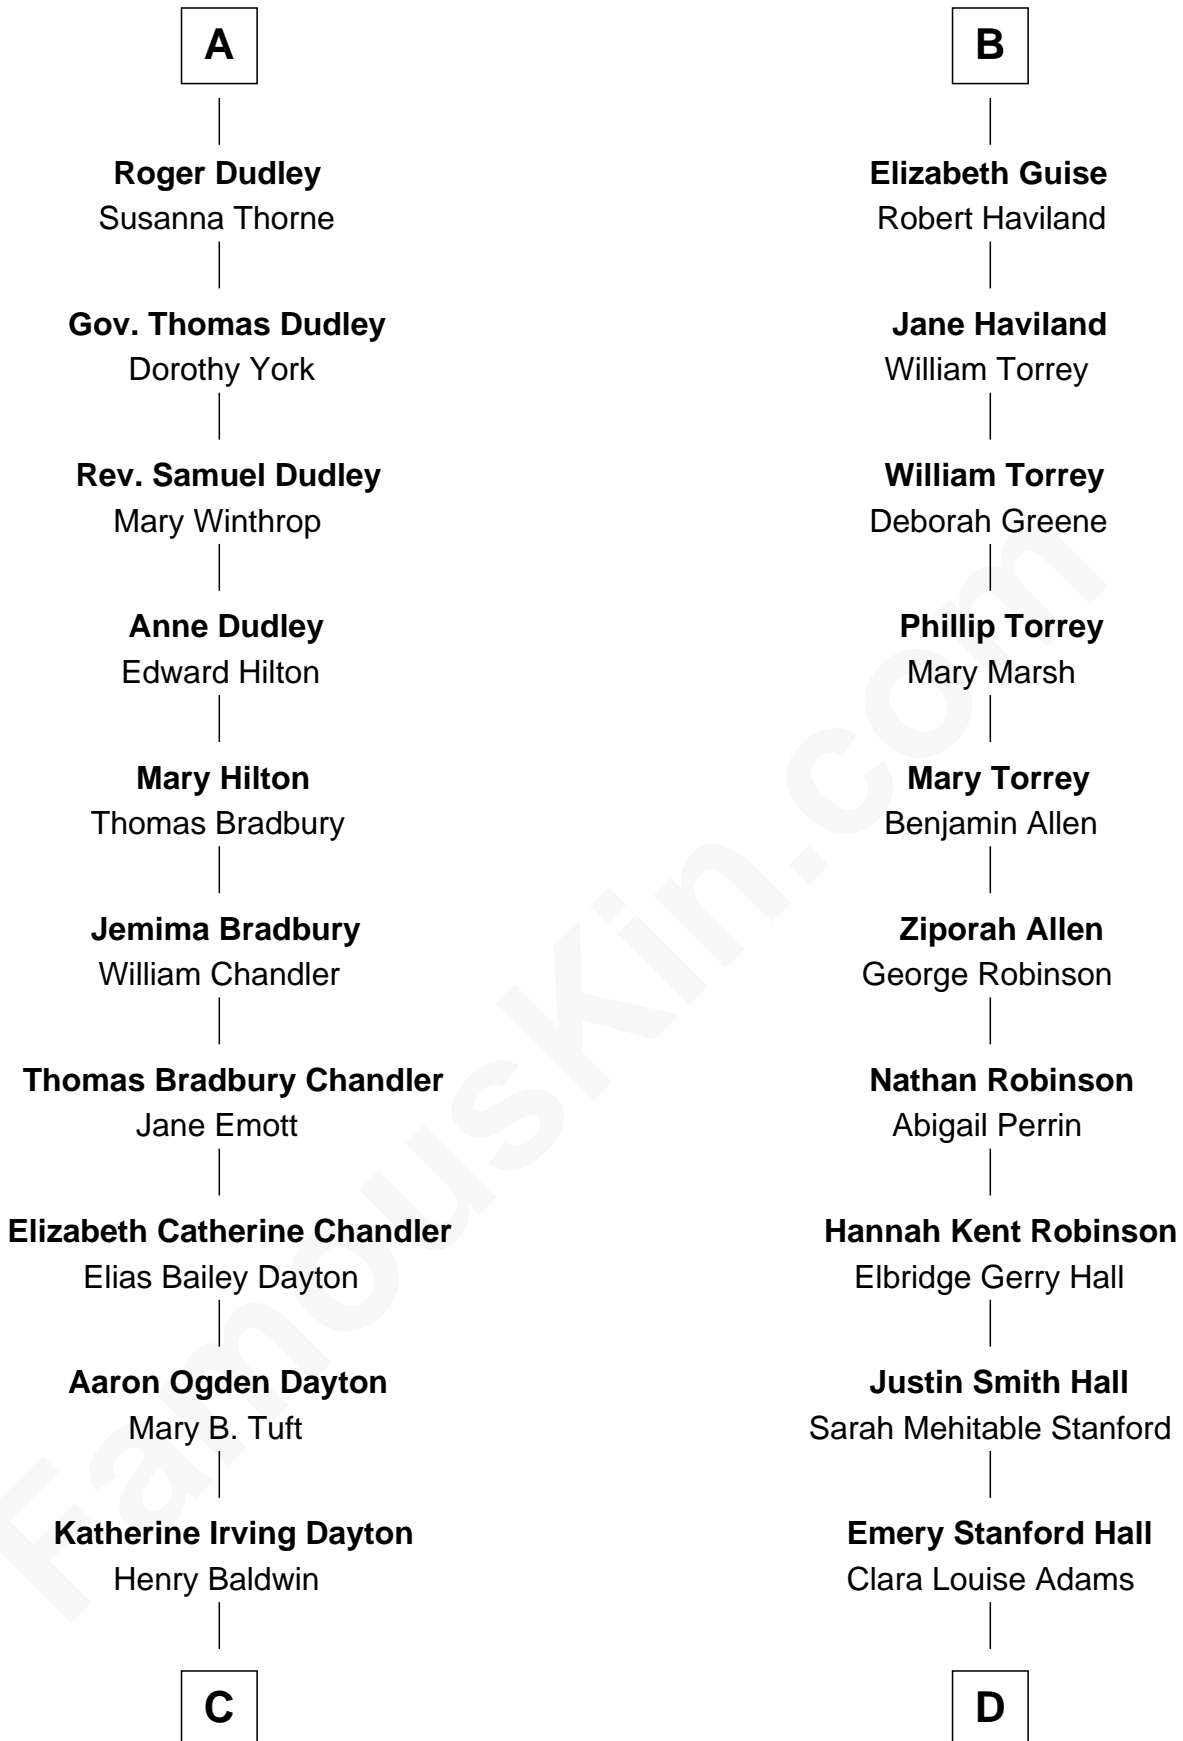 A
Roger Dudley
Susanna Thorne
Gov. Thomas Dudley
Dorothy York
Rev. Samuel Dudley
Mary Winthrop
Anne Dudley
Edward Hilton
Mary Hilton
Thomas Bradbury
Jemima Bradbury
William Chandler
Thomas Bradbury Chandler
Jane Emott
Elizabeth Catherine Chandler
Elias Bailey Dayton
Aaron Ogden Dayton
Mary B. Tuft
Katherine Irving Dayton
Henry Baldwin
C
B
Elizabeth Guise
Robert Haviland
Jane Haviland
William Torrey
William Torrey
Deborah Greene
Phillip Torrey
Mary Marsh
Mary Torrey
Benjamin Allen
Ziporah Allen
George Robinson
Nathan Robinson
Abigail Perrin
Hannah Kent Robinson
Elbridge Gerry Hall
Justin Smith Hall
Sarah Mehitable Stanford
Emery Stanford Hall
Clara Louise Adams
D
FamousKin.com